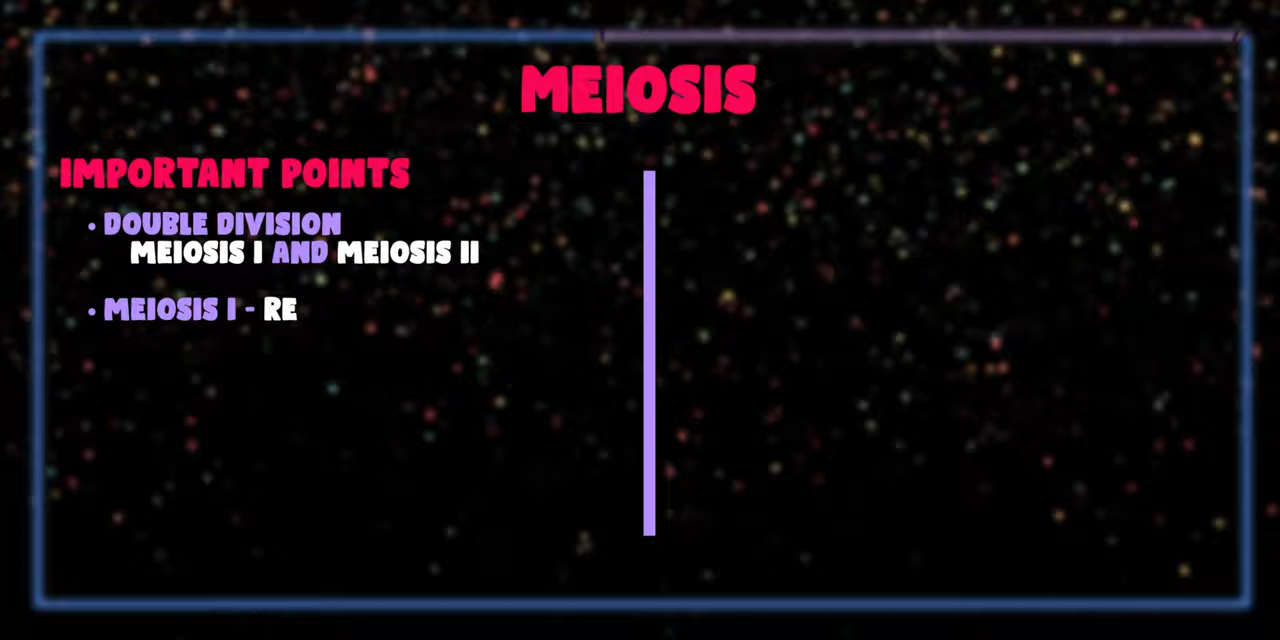 MEIOSIS
IMPORTANT POINTS
• DOUBLE DIVISION
MEIOSIS I AND MEIOSIS II
• MEIOSIS I - RE